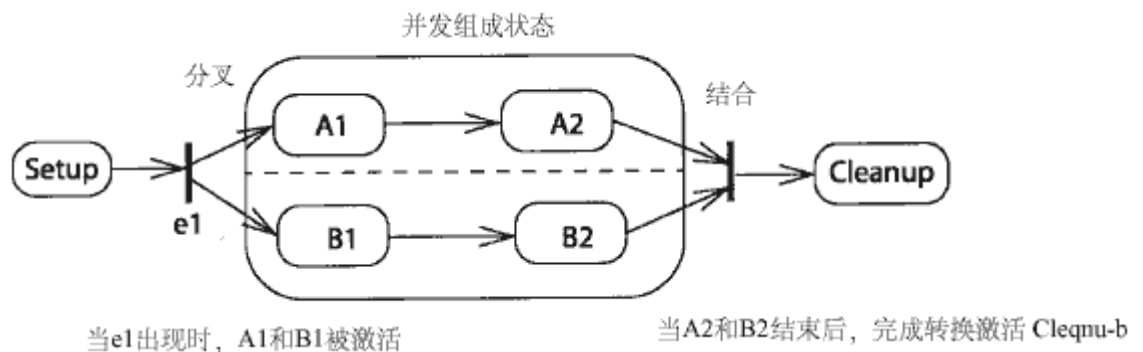 并发组成状态
分叉
结合
A1
A2
Setup
Cleanup
e1
B1
B2
当e1出现时，A1和B1被激活
当A2和B2结束后，完成转换激活 Cleqnu-b